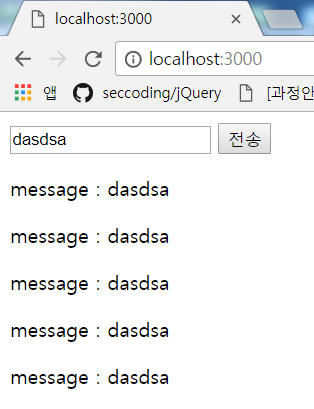 localhost:3000
localhost:3000
앱 seccoding/jQuery [과정안
dasdsa 전송
message : dasdsa
message : dasdsa
message : dasdsa
message : dasdsa
message : dasdsa